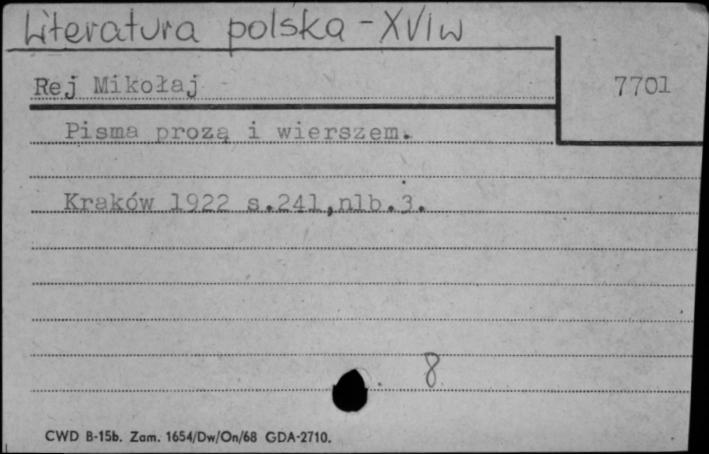 Literatura polska - XVI w
Rej Mikołaj
7701
Pisma prozą i wierszem.
Kraków 1922 s.241,nlb.3.
8
CWD B-15b. Zam. 1654/Dw/On/68 GDA-2710.